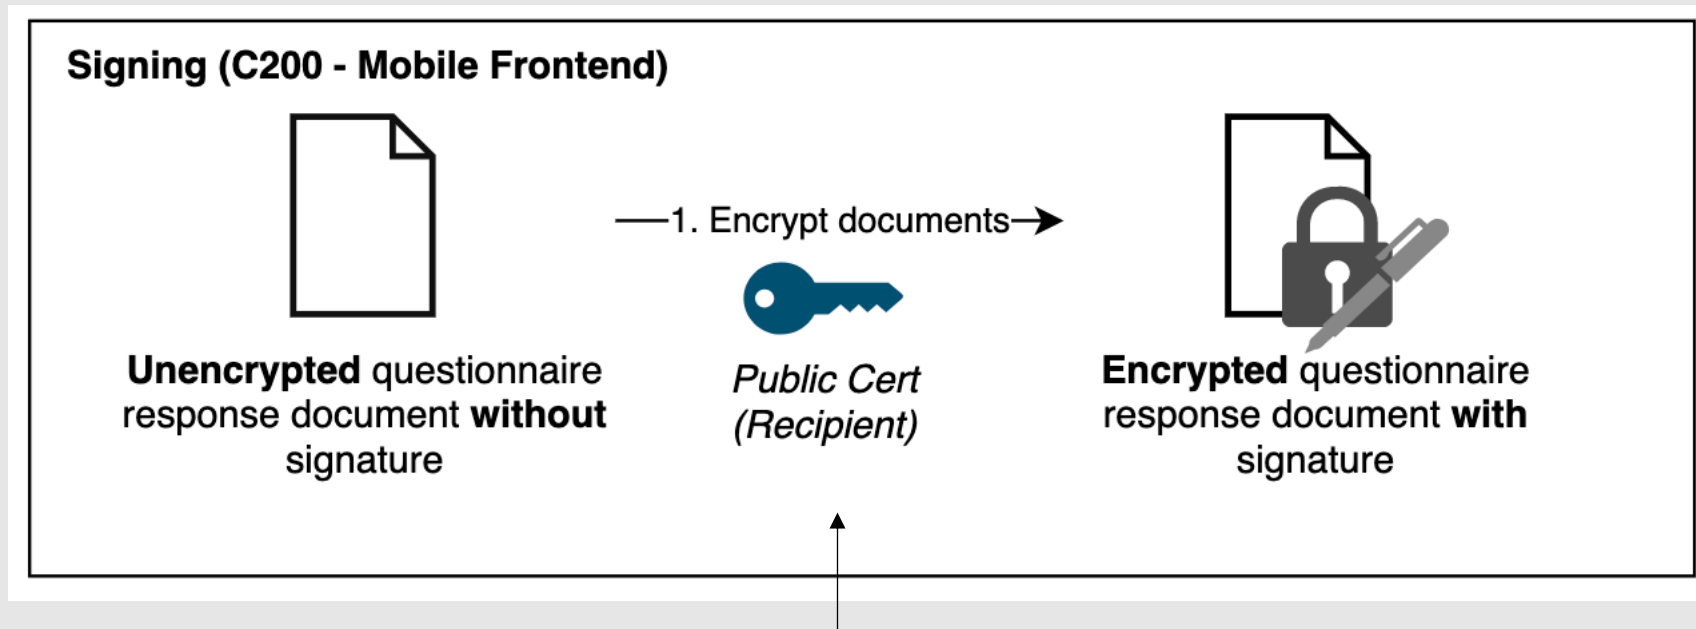 Signing (C200 - Mobile Frontend)
1. Encrypt documents
Unencrypted questionnaire
response document without
signature
Public Cert
(Recipient)
Encrypted questionnaire
response document with
signature